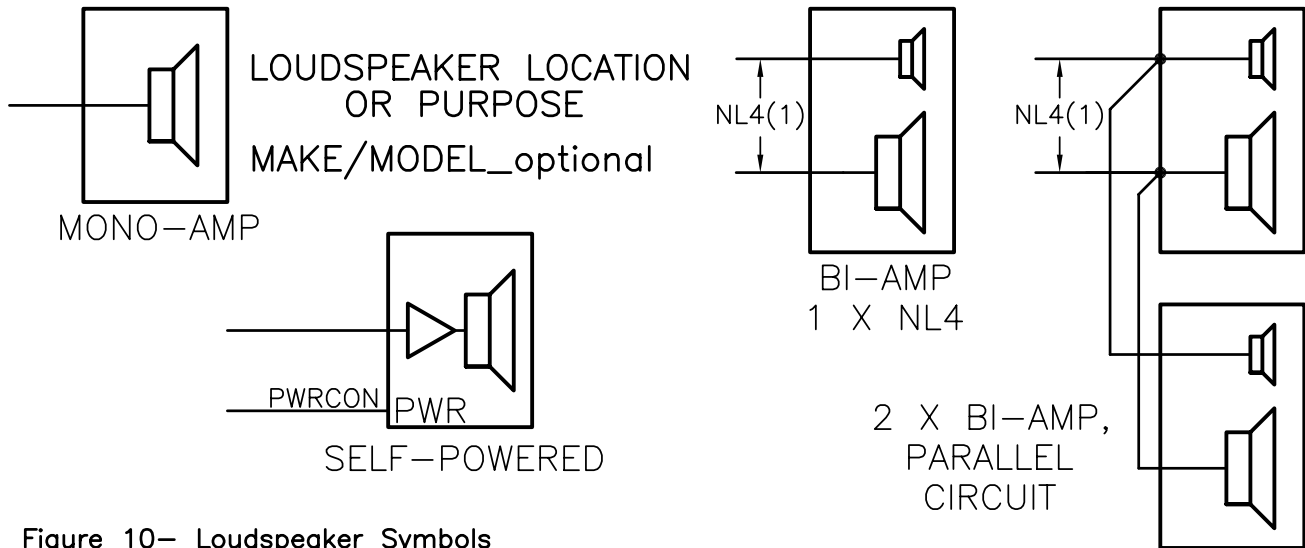 LOUDSPEAKER LOCATION
OR PURPOSE
MAKE/MODEL_optional
MONO-AMP
PWRCON
PWR
SELF-POWERED
NL4(1)
BI-AMP
1 X NL4
NL4(1)
2 X BI-AMP,
PARALLEL
CIRCUIT
Figure 10- Loudspeaker Symbols